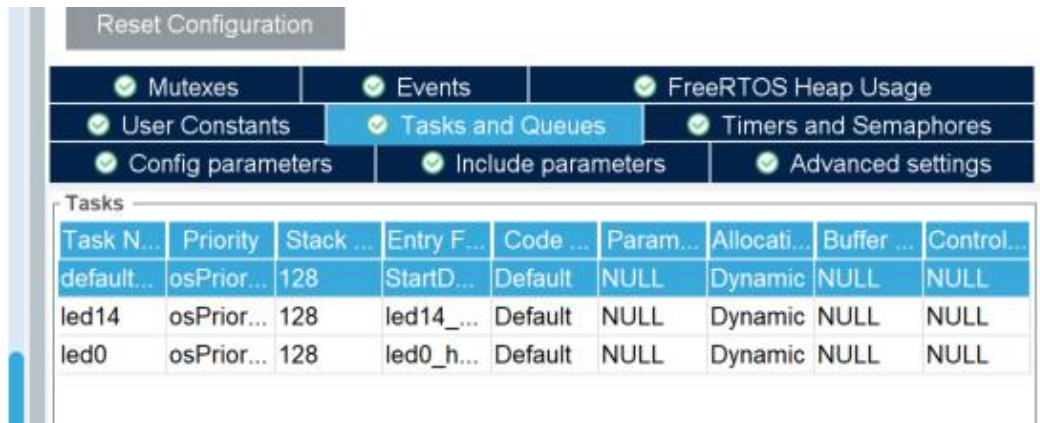 Reset Configuration
Mutexes Events FreeRTOS Heap Usage
User Constants Tasks and Queues Timers and Semaphores
Config parameters Include parameters Advanced settings
Tasks
Task N... Priority Stack ... Entry F... Code ... Param... Allocati... Buffer ... Control...
default... osPrior... 128 StartD... Default NULL Dynamic NULL NULL
led14 osPrior... 128 led14_... Default NULL Dynamic NULL NULL
led0 osPrior... 128 led0_h... Default NULL Dynamic NULL NULL